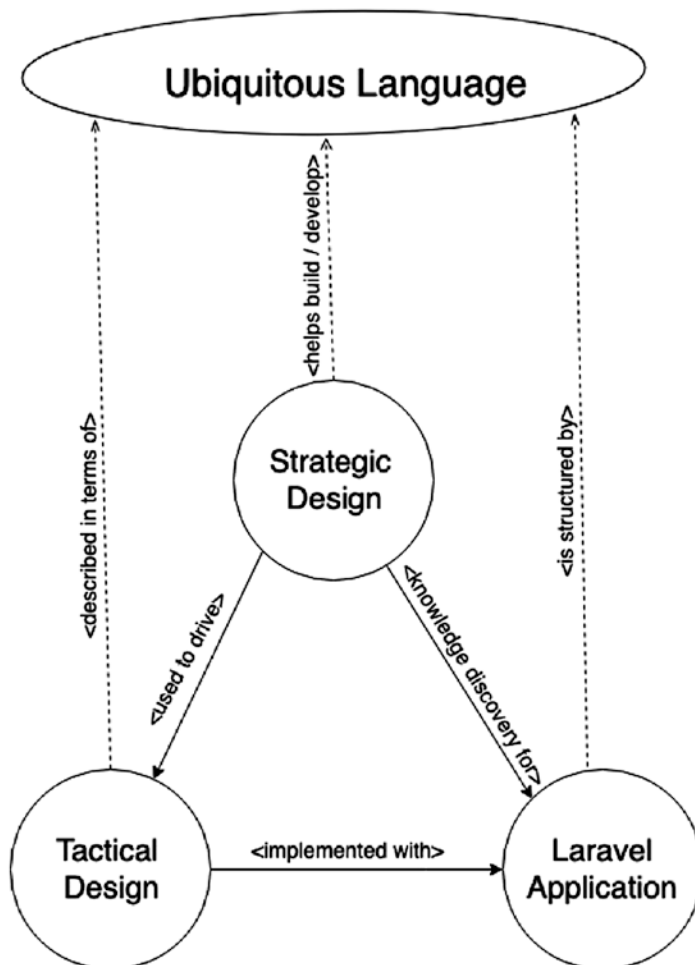 Ubiquitous Language
<helps build / develop>
Strategic
Design
<described in terms of>
<is structured by>
<used to drive>
<knowledge discovery for>
Tactical
Design
<implemented with>
Laravel
Application